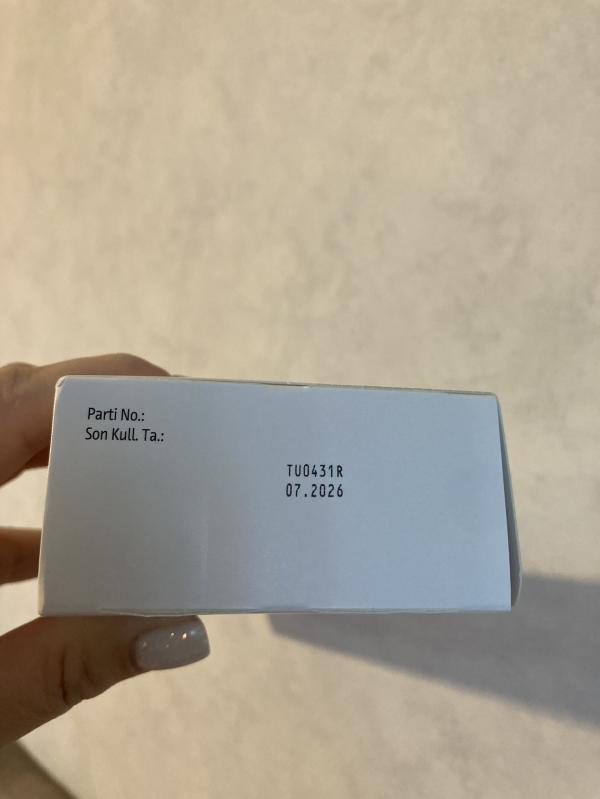 Parti No.:
Son Kull. Ta.:
TU0431R
07.2026